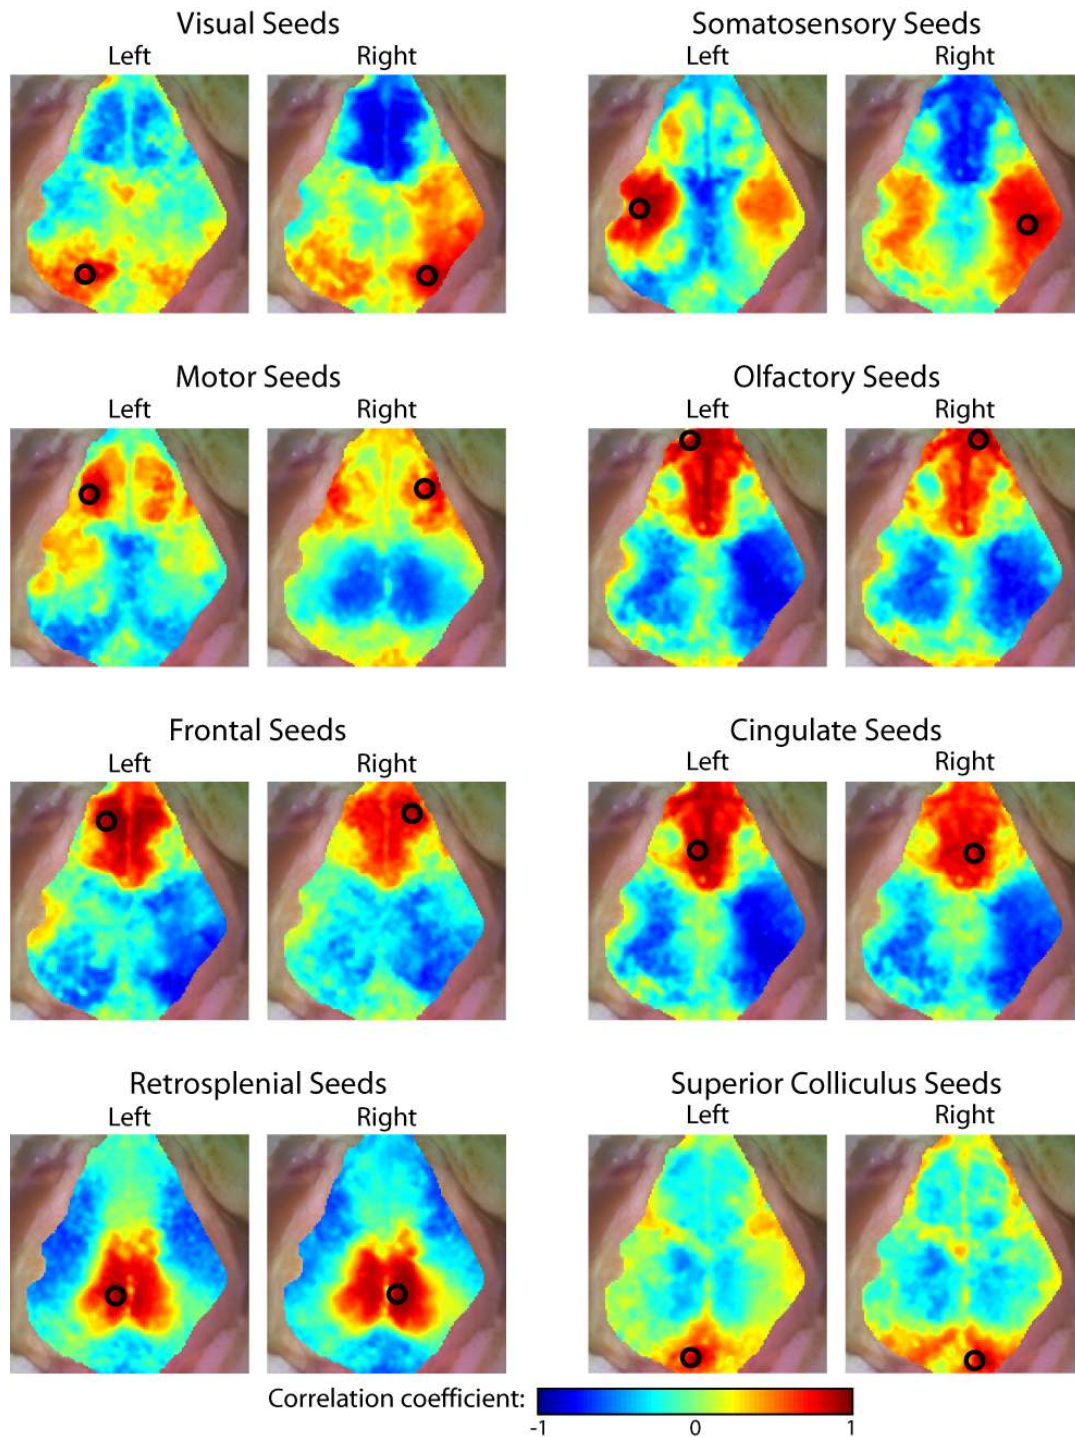 Visual Seeds
Left Right
Somatosensory Seeds
Left Right
Motor Seeds
Left Right
Olfactory Seeds
Left Right
Frontal Seeds
Left Right
Cingulate Seeds
Left Right
Retrosplenial Seeds
Left Right
Superior Colliculus Seeds
Left Right
Correlation coefficient:
-1 0 1